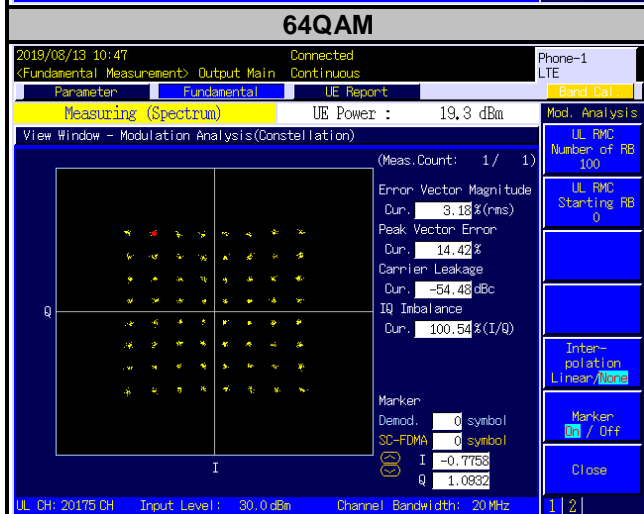 64QAM
2019/08/13 10:47 Connected Phone-1
<Fundamental Measurement> Output Main Continuous LTE
Parameter Fundamental UE Report Band Cal.
Measuring (Spectrum) UE Power : 19.3 dBm Mod. Analysis
View Window - Modulation Analysis(Constellation)
UL RMC
Number of RB
100
(Meas.Count: 1/ 1)
Error Vector Magnitude
Cur. 3.18 %(rms)
UL RMC
Starting RB
0
Peak Vector Error
Cur. 14.42 %
Carrier Leakage
Cur. -54.48 dBc
IQ Imbalance
Cur. 100.54 %(I/Q)
Q
I
Inter-
polation
Linear/None
Marker
Demod. 0 symbol
SC-FDMA 0 symbol
I -0.7758
Q 1.0932
Marker
On / Off
Close
UL CH: 20175 CH Input Level: 30.0 dBm Channel Bandwidth: 20 MHz 1 2